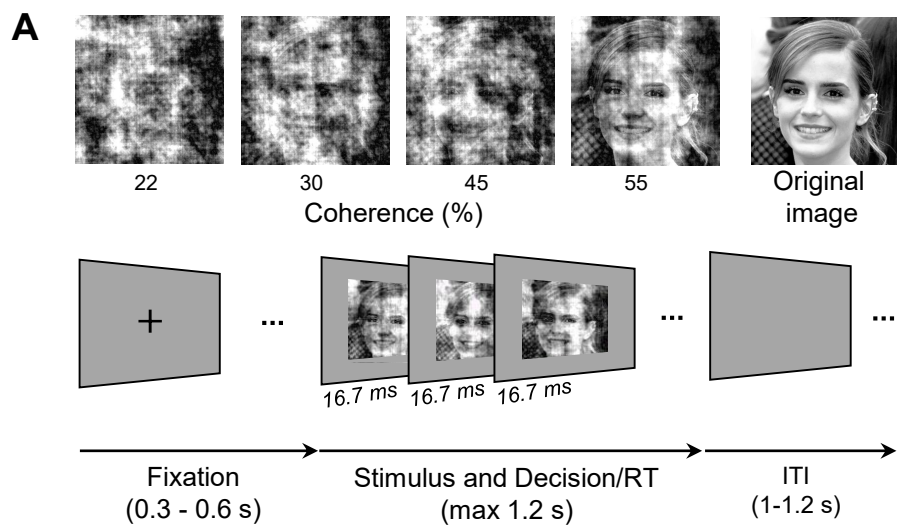 A
22 30 45 55 Original
Coherence (%) image
+
... ... ...
16.7 ms 16.7 ms 16.7 ms
Fixation Stimulus and Decision/RT ITI
(0.3 - 0.6 s) (max 1.2 s) (1-1.2 s)